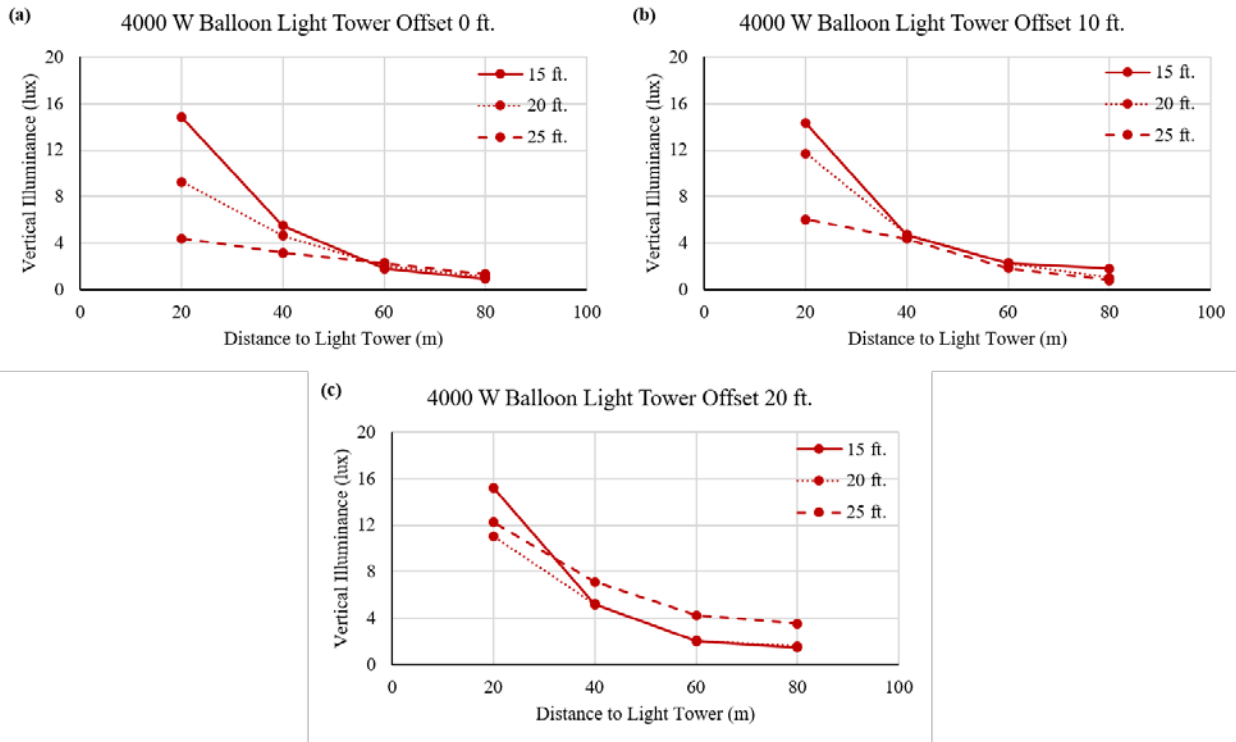 (a)
4000 W Balloon Light Tower Offset 0 ft.
20
16
12
8
4
0
Vertical Illuminance (lux)
15 ft.
20 ft.
25 ft.
0 20 40 60 80 100
Distance to Light Tower (m)
(b)
4000 W Balloon Light Tower Offset 10 ft.
20
16
12
8
4
0
Vertical Illuminance (lux)
15 ft.
20 ft.
25 ft.
0 20 40 60 80 100
Distance to Light Tower (m)
(c)
4000 W Balloon Light Tower Offset 20 ft.
20
16
12
8
4
0
Vertical Illuminance (lux)
15 ft.
20 ft.
25 ft.
0 20 40 60 80 100
Distance to Light Tower (m)